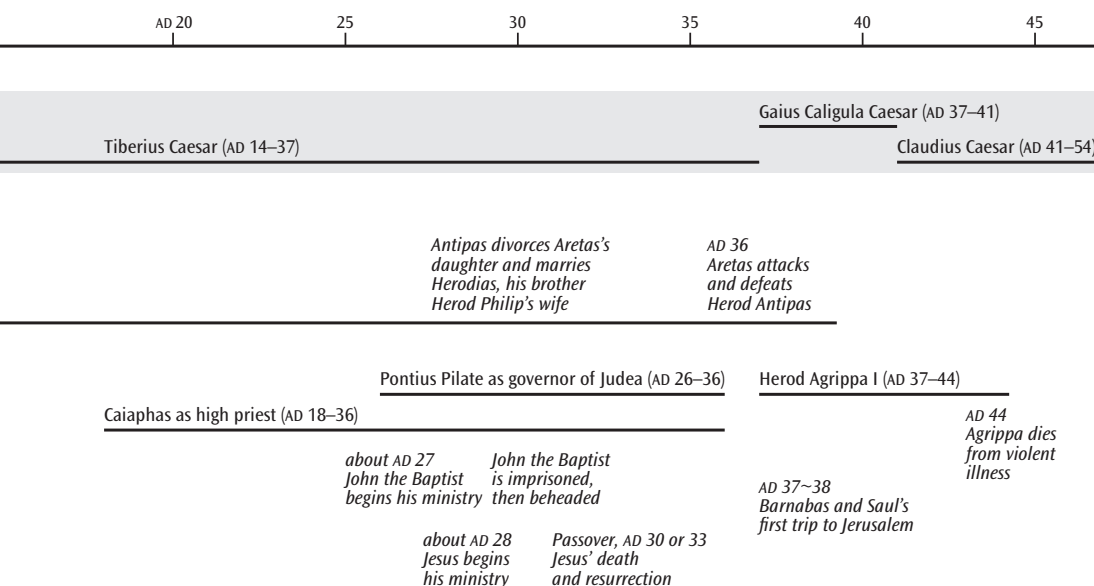 AD 20 25 30 35 40 45
Gaius Caligula Caesar (AD 37–41)
Tiberius Caesar (AD 14–37)
Claudius Caesar (AD 41–54)
Antipas divorces Aretas’s
daughter and marries
Herodias, his brother
Herod Philip’s wife
AD 36
Aretas attacks
and defeats
Herod Antipas
Pontius Pilate as governor of Judea (AD 26–36)
Herod Agrippa I (AD 37–44)
Caiaphas as high priest (AD 18–36)
AD 44
Agrippa dies
from violent
illness
about AD 27
John the Baptist
begins his ministry
John the Baptist
is imprisoned,
then beheaded
AD 37~38
Barnabas and Saul’s
first trip to Jerusalem
about AD 28
Jesus begins
his ministry
Passover, AD 30 or 33
Jesus’ death
and resurrection